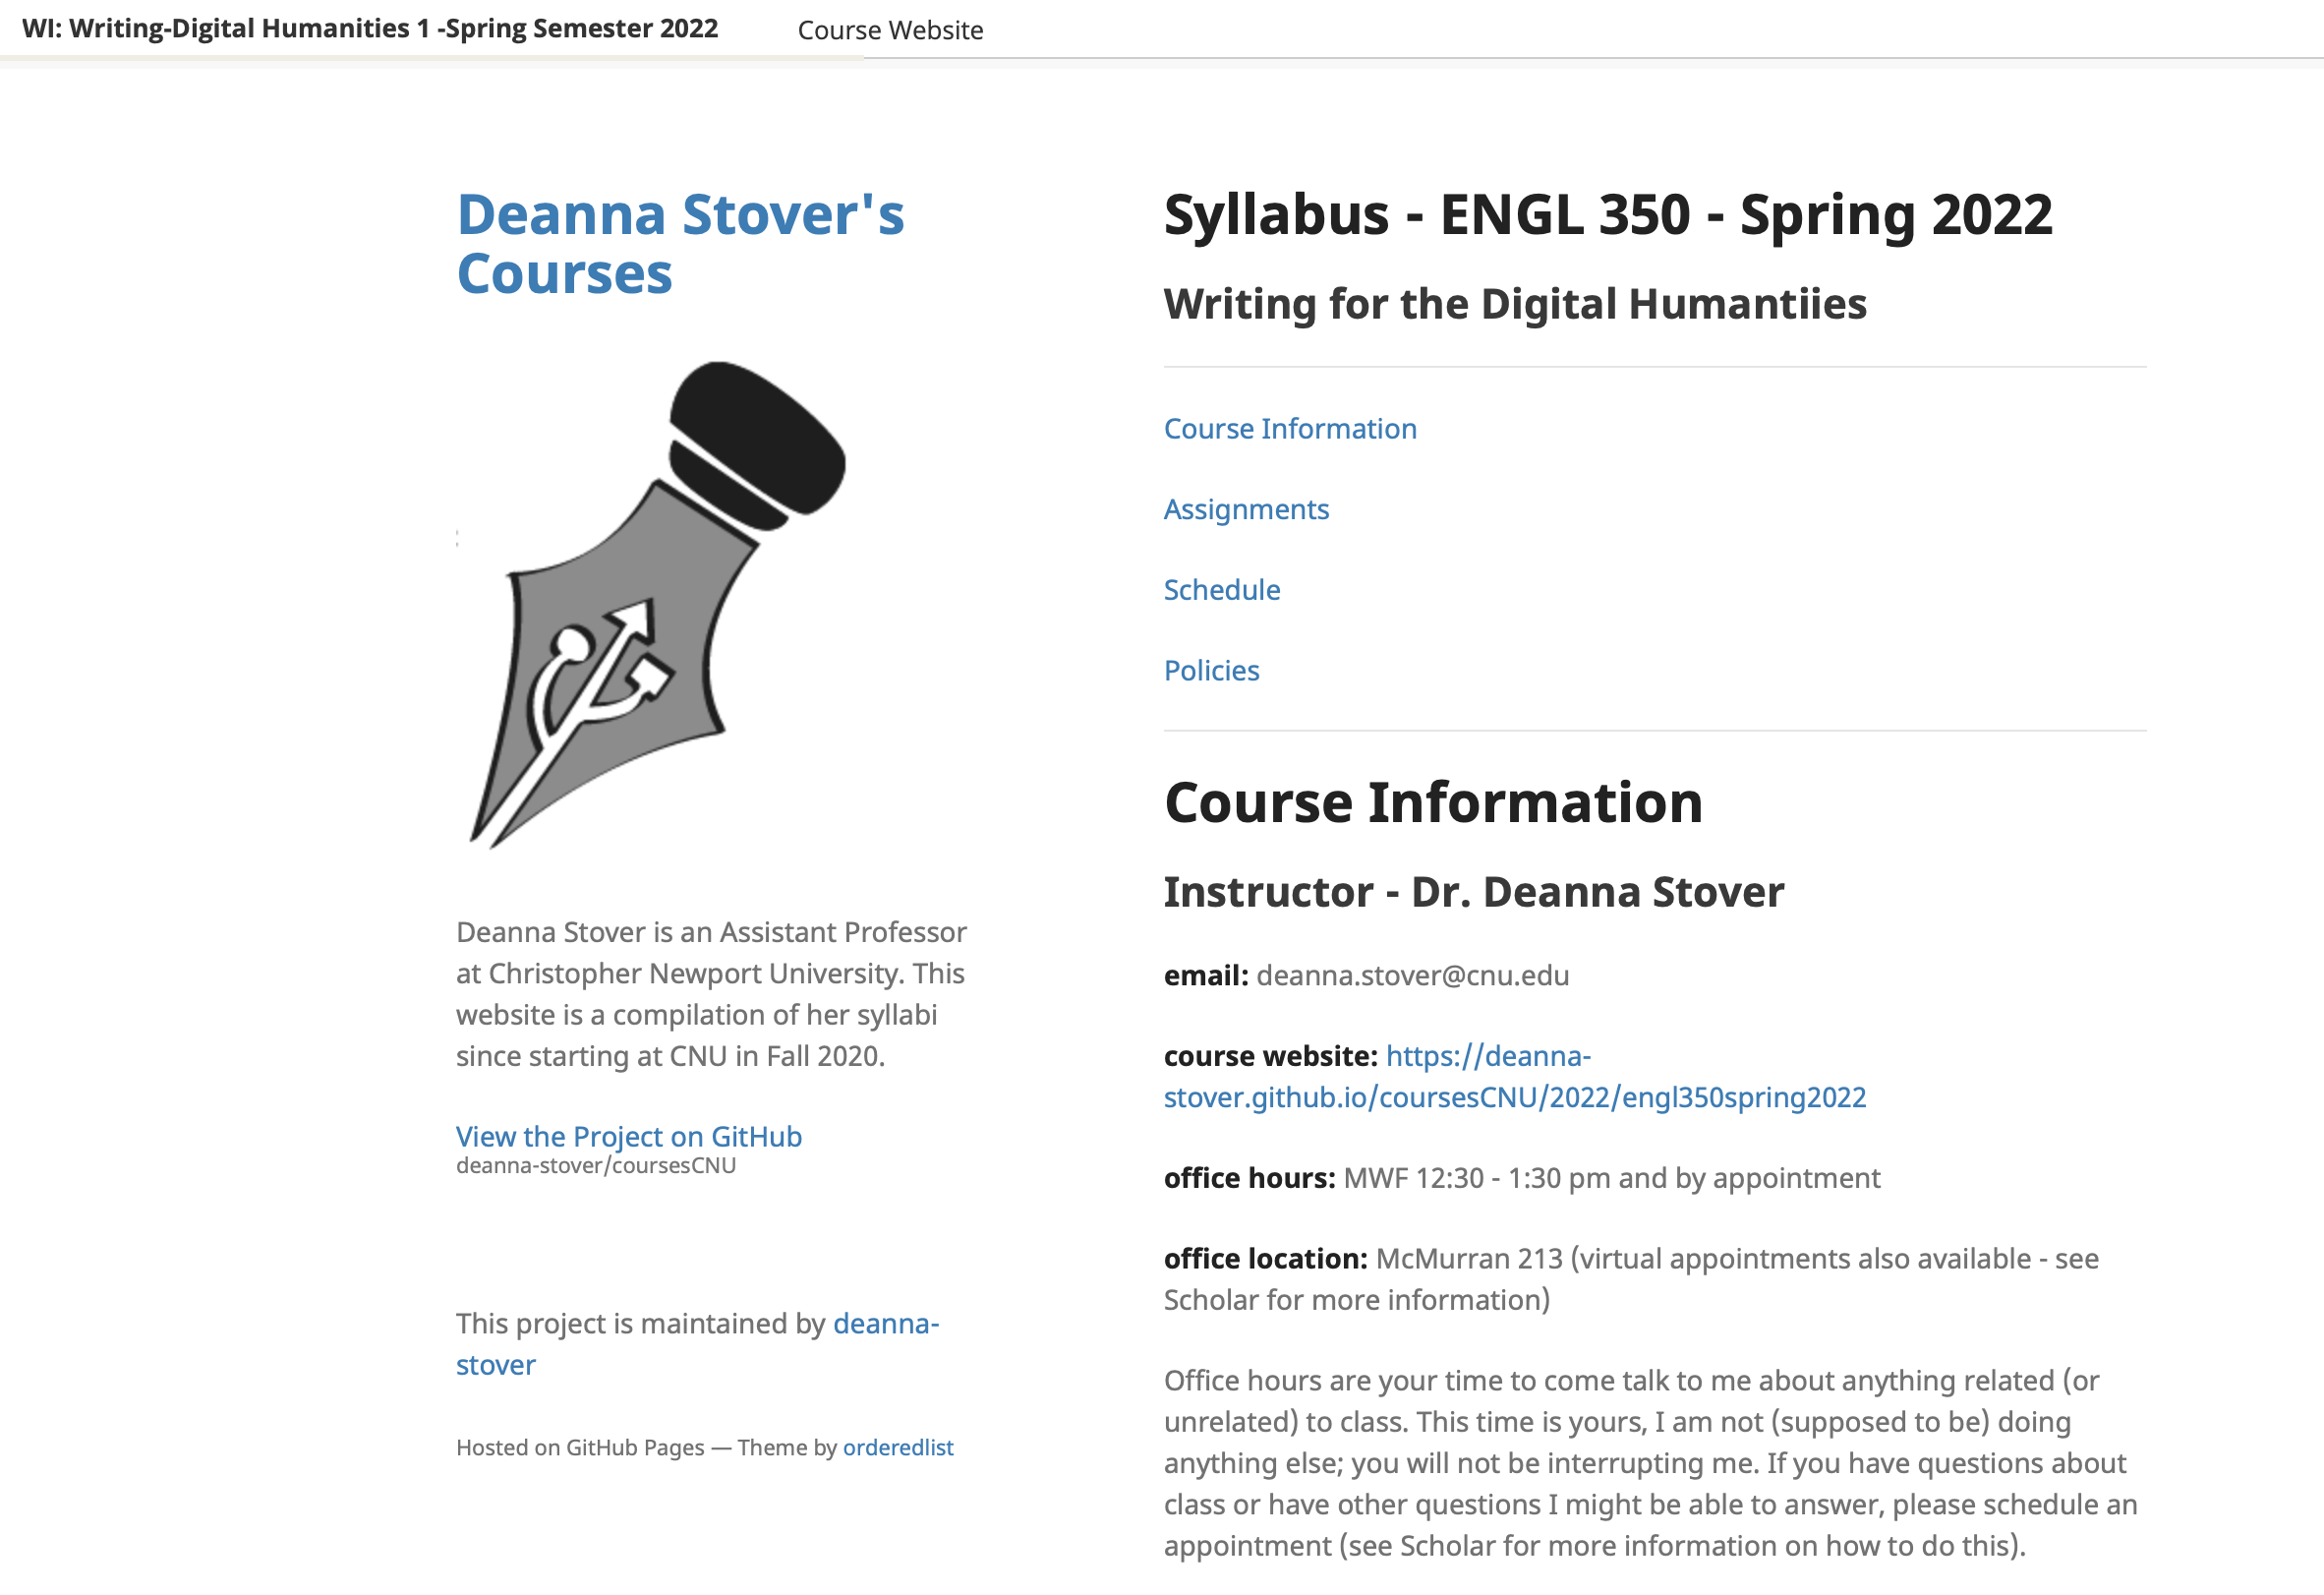 WI: Writing-Digital Humanities 1 -Spring Semester 2022
Course Website
Deanna Stover's
Courses
Deanna Stover is an Assistant Professor
at Christopher Newport University. This
website is a compilation of her syllabi
since starting at CNU in Fall 2020.
View the Project on GitHub
deanna-stover/coursesCNU
This project is maintained by deanna-
stover
Hosted on GitHub Pages — Theme by orderedlist
Syllabus - ENGL 350 - Spring 2022
Writing for the Digital Humantiies
Course Information
Assignments
Schedule
Policies
Course Information
Instructor - Dr. Deanna Stover
email: deanna.stover@cnu.edu
course website: https://deanna-
stover.github.io/coursesCNU/2022/engl350spring2022
office hours: MWF 12:30 - 1:30 pm and by appointment
office location: McMurran 213 (virtual appointments also available - see
Scholar for more information)
Office hours are your time to come talk to me about anything related (or
unrelated) to class. This time is yours, I am not (supposed to be) doing
anything else; you will not be interrupting me. If you have questions about
class or have other questions I might be able to answer, please schedule an
appointment (see Scholar for more information on how to do this).